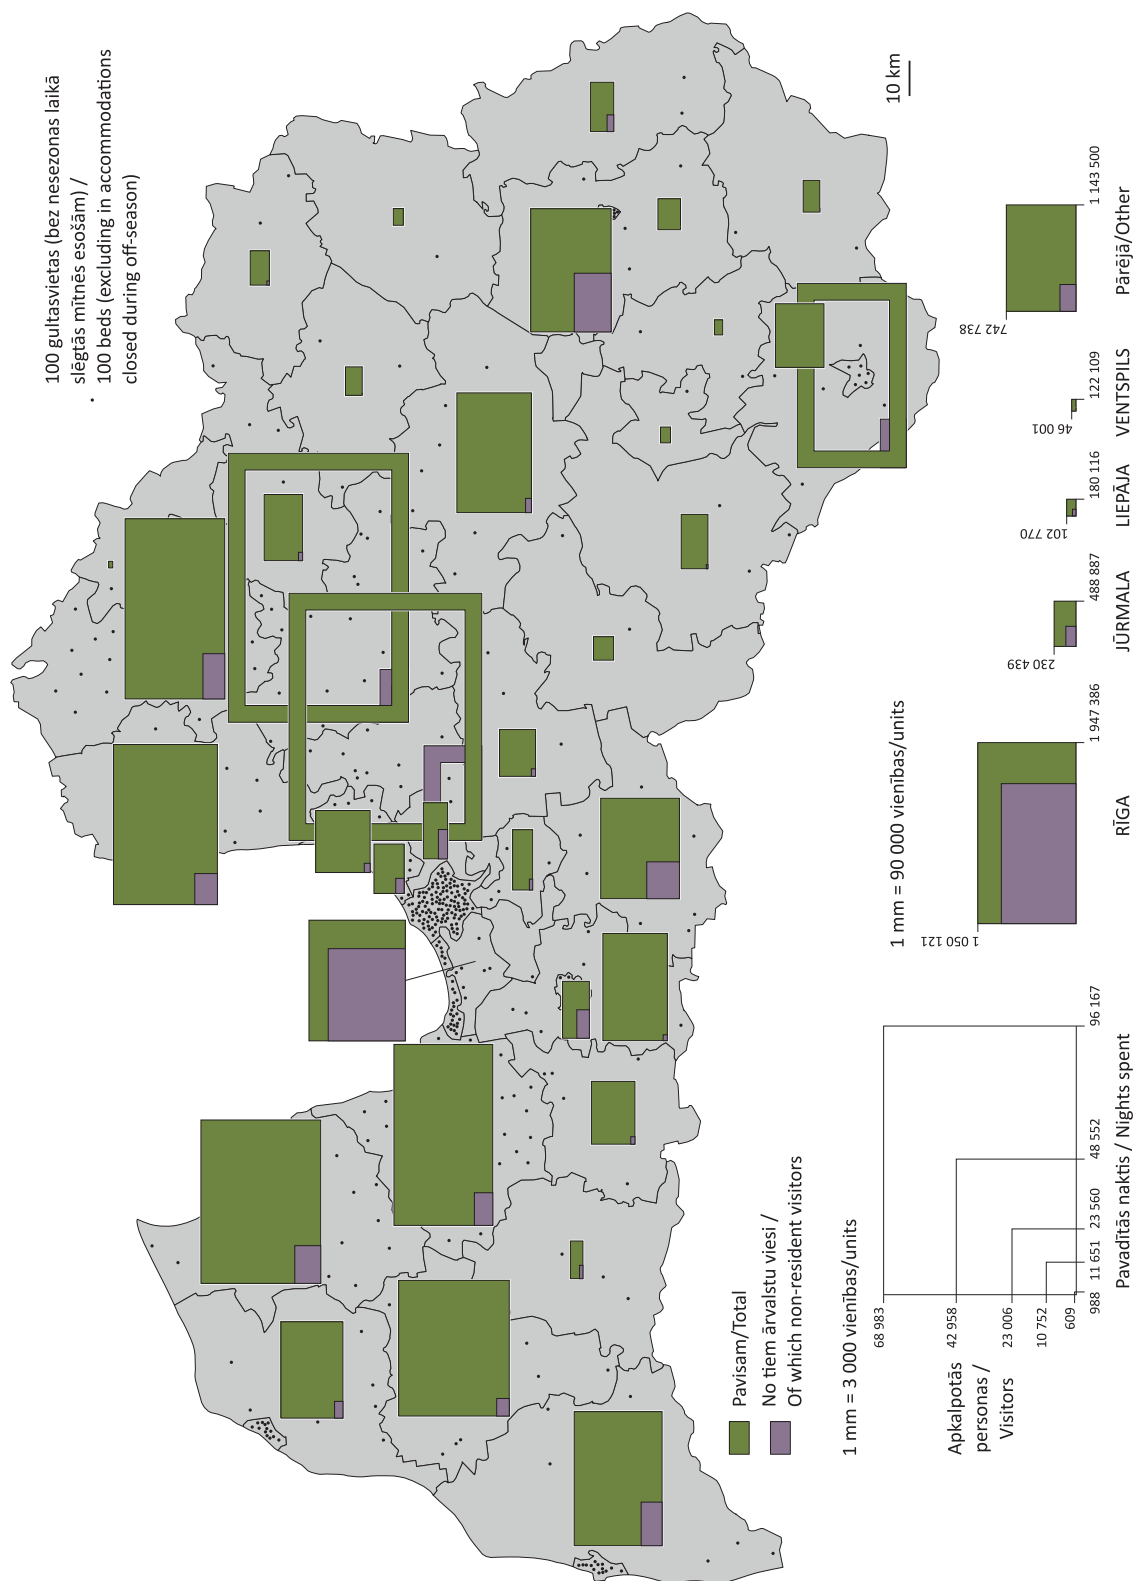 100 gultasvietas (bez nesezonas laikā
slēgtās mītnēs esošām) /
100 beds (excluding in accommodations
closed during off-season)
10 km
Pavisam/Total
No tiem ārvalstu viesi /
Of which non-resident visitors
1 mm = 3 000 vienības/units
68 983
42 958
23 006
10 752
609
Apkalpotās
personas /
Visitors
988
11 651
23 560
48 552
96 167
Pavadītās naktis / Nights spent
1 mm = 90 000 vienības/units
1 050 121
1 947 386
RĪGA
230 439
488 887
JŪRMALA
102 770
180 116
LIEPĀJA
46 001
122 109
VENTSPILS
742 738
1 143 500
Pārējā/Other